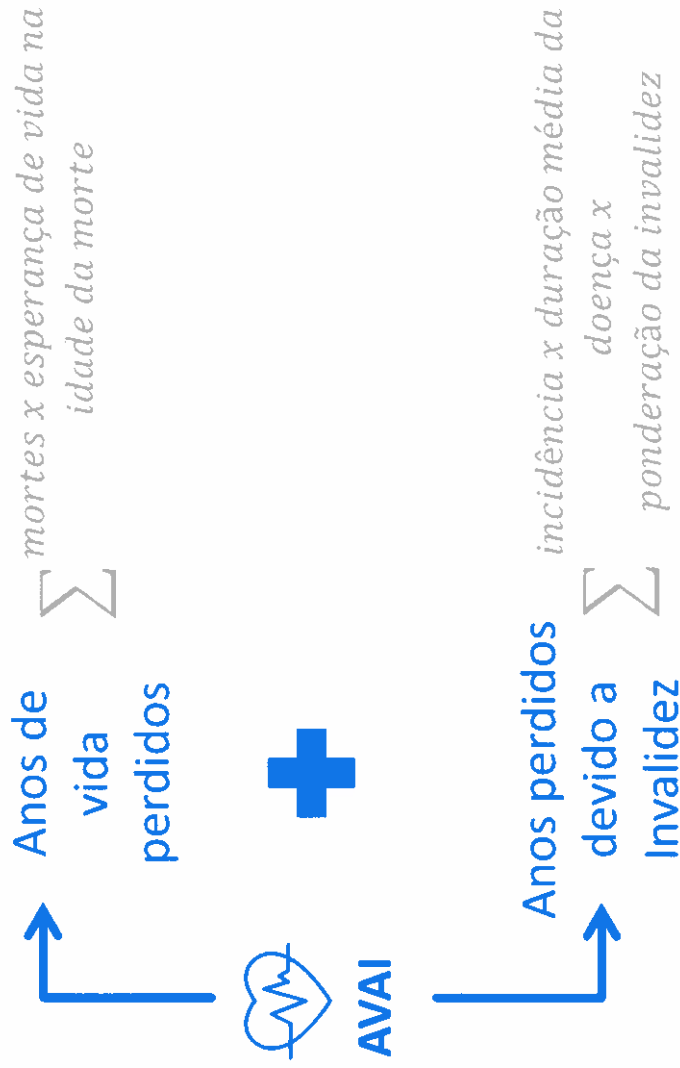 AVAI
Anos de
vida
perdidos
∑
mortes x esperança de vida na
idade da morte
Anos perdidos
devido a
Invalidez
∑
incidência x duração média da
doença x
ponderação da invalidez